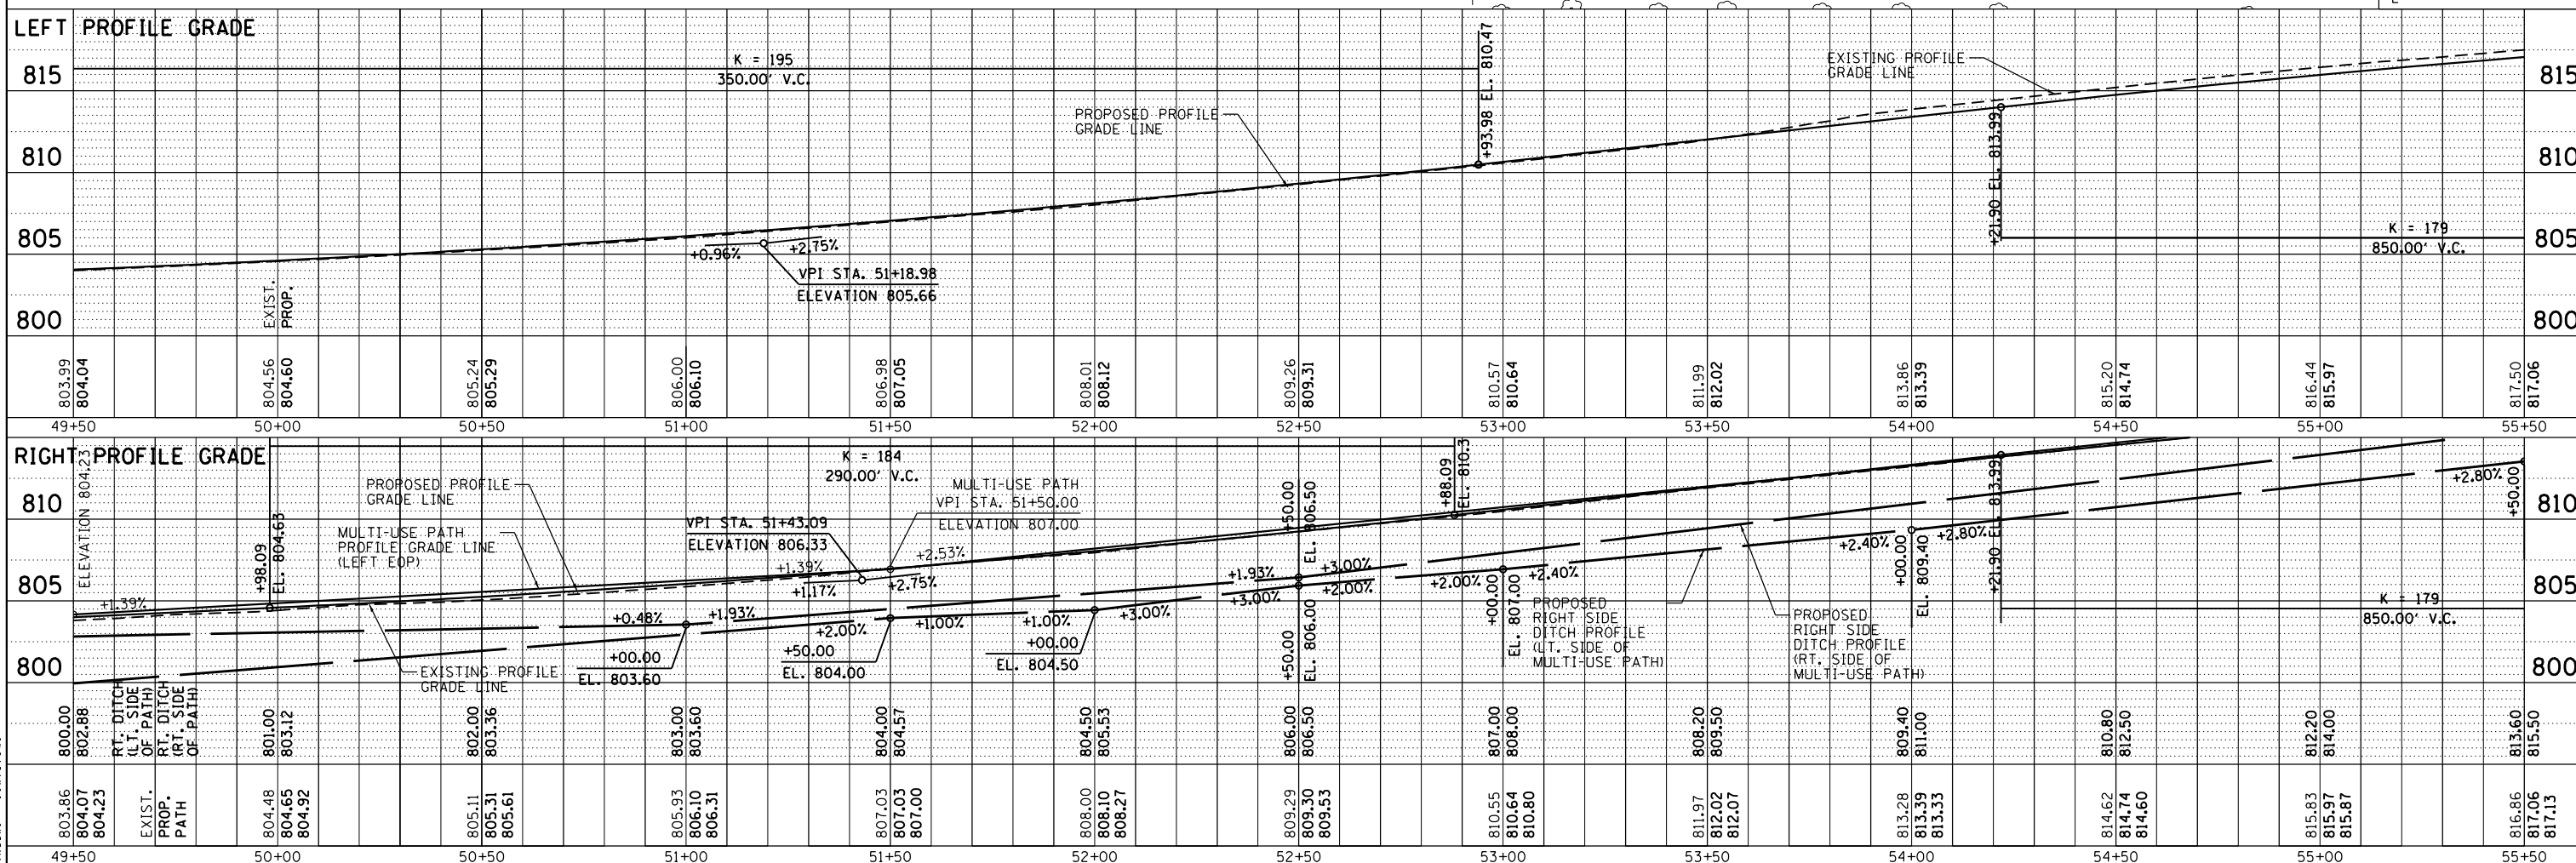 LEFT PROFILE GRADE
815
K = 195
350.00' V.C.
+93.98 EL. 810.47
EXISTING PROFILE
GRADE LINE
815
PROPOSED PROFILE
GRADE LINE
810
+21.90 EL. 813.99
810
805
+0.96%
+2.75%
VPI STA. 51+18.98
ELEVATION 805.66
K = 179
850.00' V.C.
805
800
EXIST.
PROP.
800
803.99
804.04
804.56
804.60
805.24
805.29
806.00
806.10
806.98
807.05
808.01
808.12
809.26
809.31
810.57
810.64
811.99
812.02
813.86
813.39
815.20
814.74
816.44
815.97
817.50
817.06
49+50
50+00
50+50
51+00
51+50
52+00
52+50
53+00
53+50
54+00
54+50
55+00
55+50
RIGHT PROFILE GRADE
ELEVATION 804.23
+98.09
EL. 804.63
PROPOSED PROFILE
GRADE LINE
MULTI-USE PATH
PROFILE GRADE LINE
(LEFT EOP)
K = 184
290.00' V.C.
MULTI-USE PATH
VPI STA. 51+50.00
ELEVATION 807.00
VPI STA. 51+43.09
ELEVATION 806.33
+50.00
EL. 806.50
+88.09
EL. 810.3
810
810
+2.80%
+50.00
+1.39%
+2.53%
+1.39%
+1.17%
+2.75%
+1.93%
+3.00%
+3.00%
+2.00%
+2.00%
+2.40%
+2.40%
+2.80%
+21.90 EL. 813.99
805
805
+1.00%
+3.00%
+0.48%
+1.93%
+2.00%
+1.00%
+00.00
EL. 803.60
+50.00
EL. 804.00
+00.00
EL. 804.50
+50.00
EL. 806.00
+00.00
EL. 807.00
+00.00
EL. 809.40
PROPOSED
RIGHT SIDE
DITCH PROFILE
(LT. SIDE OF
MULTI-USE PATH)
PROPOSED
RIGHT SIDE
DITCH PROFILE
(RT. SIDE OF
MULTI-USE PATH)
K = 179
850.00' V.C.
EXISTING PROFILE
GRADE LINE
800
800
RT. DITCH
(LT. SIDE
OF PATH)
RT. DITCH
(RT. SIDE
OF PATH)
800.00
802.88
801.00
803.12
802.00
803.36
803.00
803.60
804.00
804.57
804.50
805.53
806.00
806.50
807.00
808.00
808.20
809.50
809.40
811.00
810.80
812.50
812.20
814.00
813.60
815.50
803.86
804.07
804.23
EXIST.
PROP.
PATH
804.48
804.65
804.92
805.11
805.31
805.61
805.93
806.10
806.31
807.03
807.03
807.00
808.00
808.10
808.27
809.29
809.30
809.53
810.55
810.64
810.80
811.97
812.02
812.07
813.28
813.39
813.33
814.62
814.74
814.60
815.83
815.97
815.87
816.86
817.06
817.13
49+50
50+00
50+50
51+00
51+50
52+00
52+50
53+00
53+50
54+00
54+50
55+00
55+50